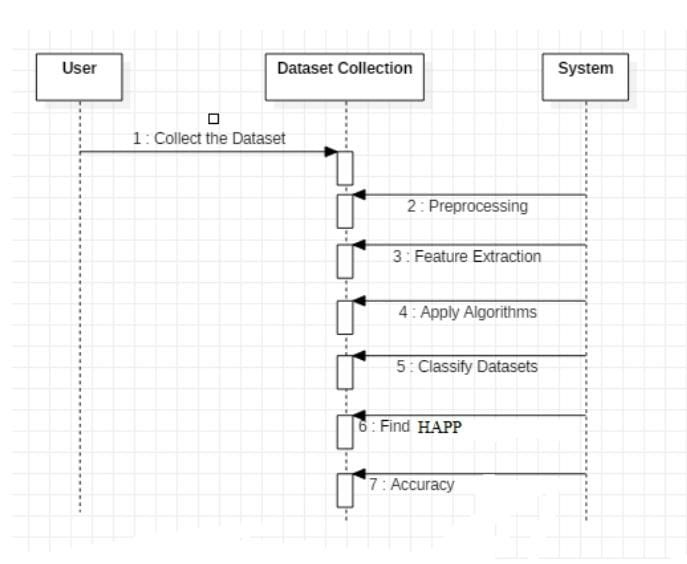 User
Dataset Collection
System
1 : Collect the Dataset
2 : Preprocessing
3 : Feature Extraction
4 : Apply Algorithms
5 : Classify Datasets
6 : Find HAPP
7 : Accuracy